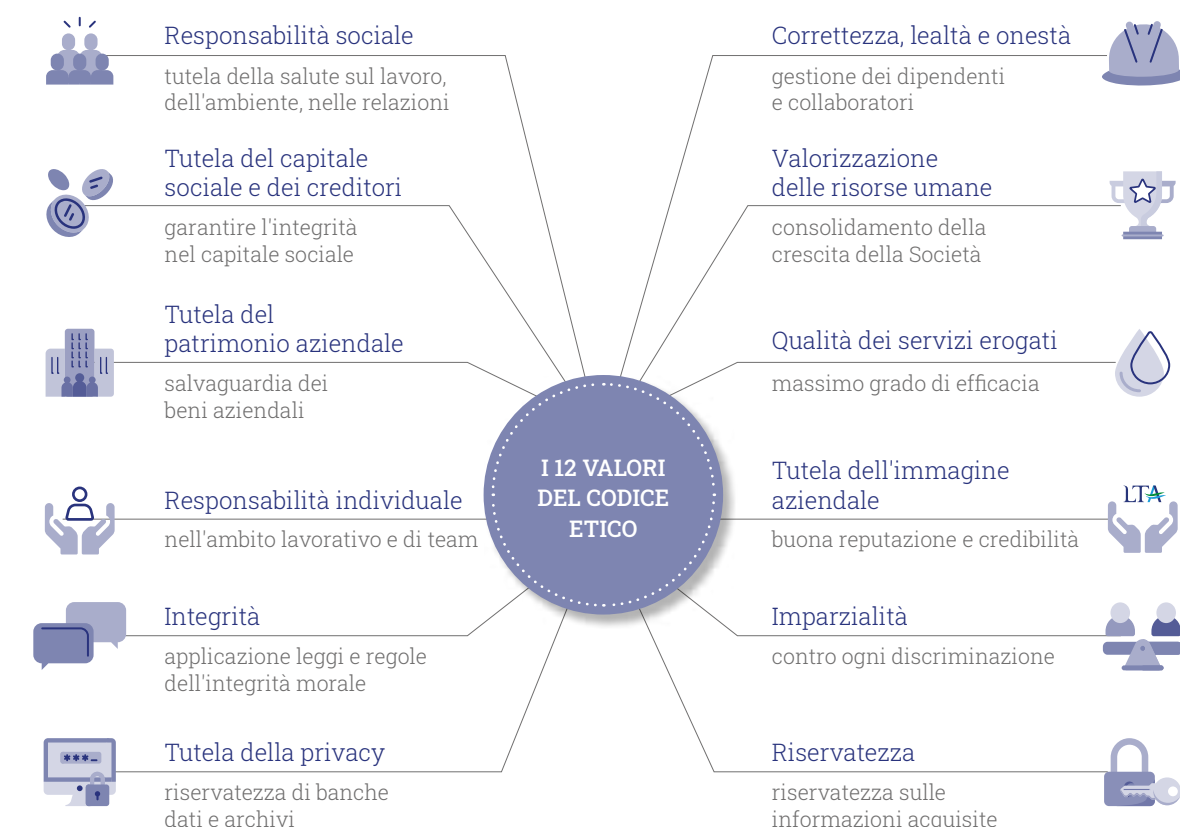 Responsabilità sociale
tutela della salute sul lavoro,
dell'ambiente, nelle relazioni
Tutela del capitale
sociale e dei creditori
garantire l'integrità
nel capitale sociale
Tutela del
patrimonio aziendale
salvaguardia dei
beni aziendali
Responsabilità individuale
nell'ambito lavorativo e di team
Integrità
applicazione leggi e regole
dell'integrità morale
Tutela della privacy
***_
riservatezza di banche
dati e archivi
I 12 VALORI
DEL CODICE
ETICO
Correttezza, lealtà e onestà
gestione dei dipendenti
e collaboratori
Valorizzazione
delle risorse umane
consolidamento della
crescita della Società
Qualità dei servizi erogati
massimo grado di efficacia
Tutela dell'immagine
aziendale
LTA
buona reputazione e credibilità
Imparzialità
contro ogni discriminazione
Riservatezza
riservatezza sulle
informazioni acquisite